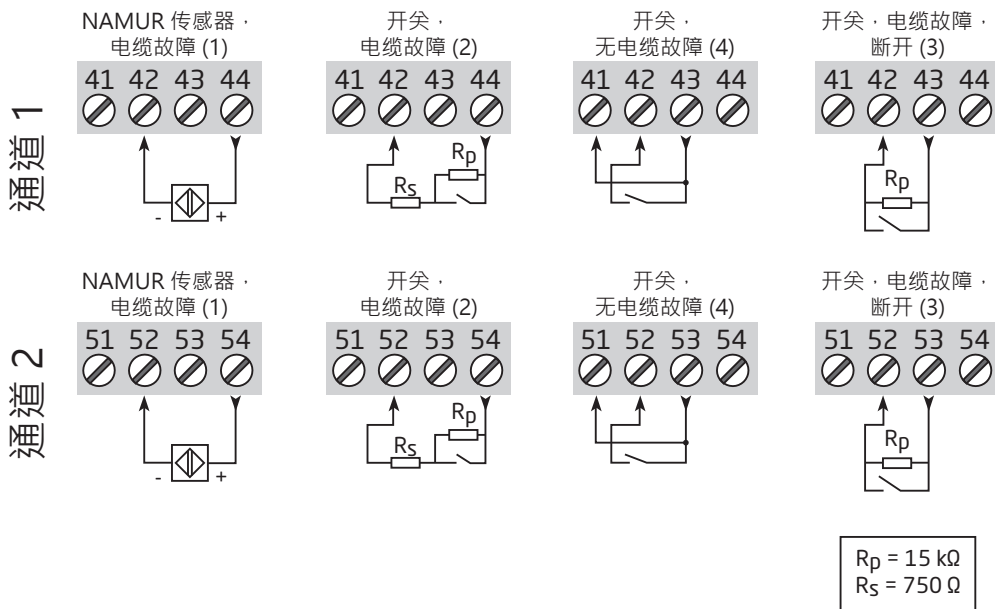 NAMUR 传感器，
电缆故障 (1)
开关，
电缆故障 (2)
开关，
无电缆故障 (4)
开关，电缆故障，
断开 (3)
通道 1
41 42 43 44
41 42 43 44
41 42 43 44
41 42 43 44
- +
Rs
Rp
Rp
NAMUR 传感器，
电缆故障 (1)
开关，
电缆故障 (2)
开关，
无电缆故障 (4)
开关，电缆故障，
断开 (3)
通道 2
51 52 53 54
51 52 53 54
51 52 53 54
51 52 53 54
- +
Rs
Rp
Rp
Rp = 15 kΩ
Rs = 750 Ω